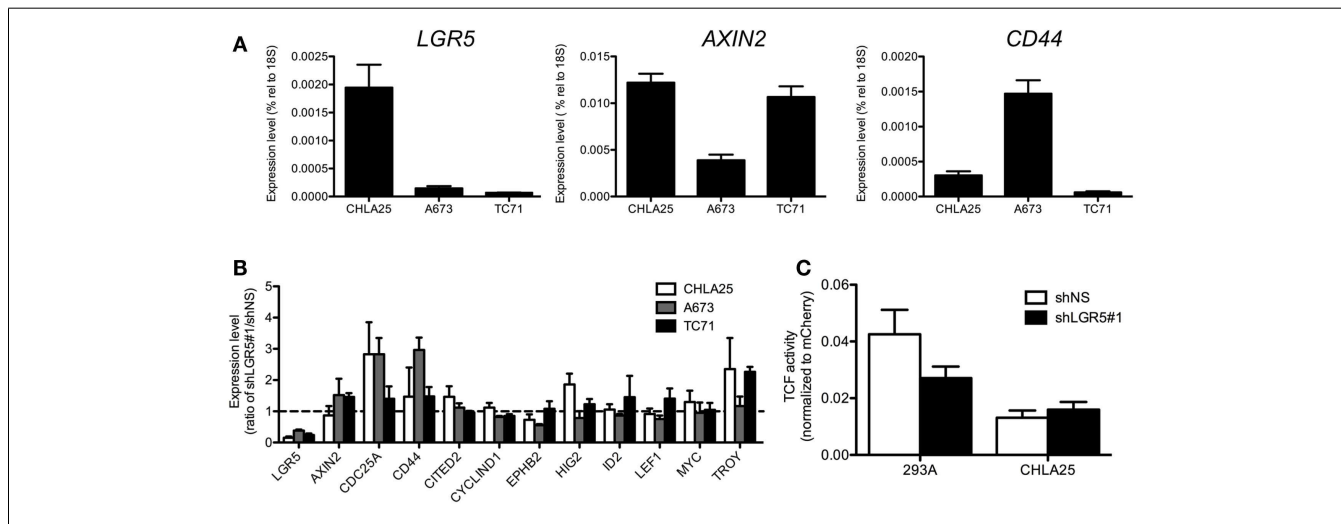 A
LGR5
AXIN2
CD44
Expression level (% rel to 18S)
0.0025
0.0020
0.0015
0.0010
0.0005
0.0000
CHLA25
A673
TC71
Expression level ( % rel to 18S)
0.015
0.010
0.005
0.000
CHLA25
A673
TC71
Expression level (% rel to 18S)
0.0020
0.0015
0.0010
0.0005
0.0000
CHLA25
A673
TC71
B
Expression level
(ratio of shLGR5#1/shNS)
5
4
3
2
1
0
CHLA25
A673
TC71
LGR5
AXIN2
CDC25A
CD44
CITED2
CYCLIND1
EPHB2
HIG2
ID2
LEF1
MYC
TROY
C
TCF activity
(normalized to mCherry)
0.06
0.04
0.02
0.00
shNS
shLGR5#1
293A
CHLA25